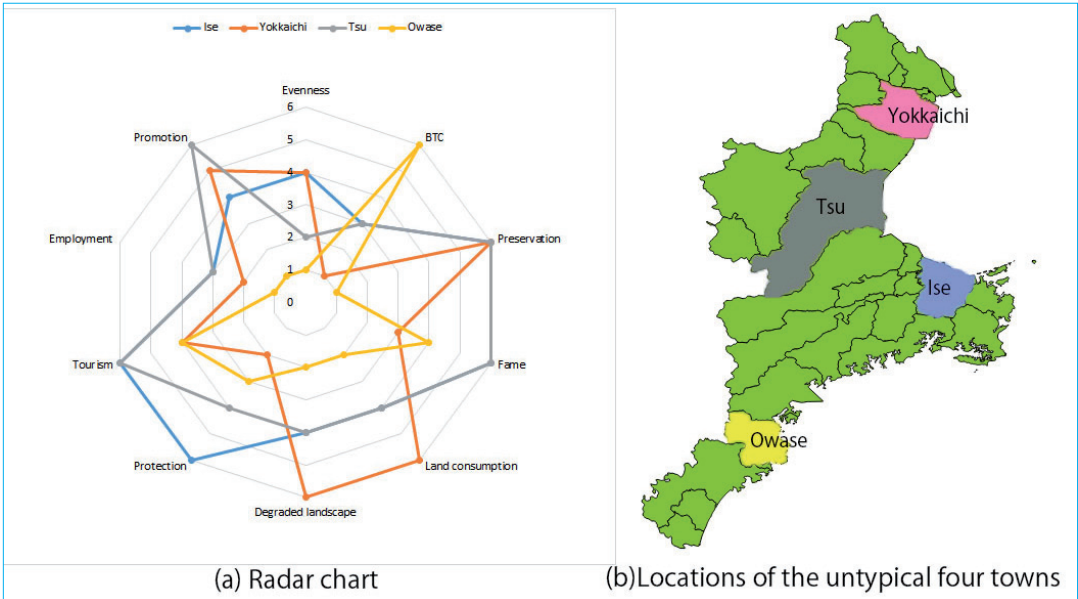 Ise Yokkaichi Tsu Owase
Evenness
BTC
Preservation
Fame
Land consumption
Degraded landscape
Protection
Tourism
Employment
Promotion
6
5
4
3
2
1
0
(a) Radar chart
Yokkaichi
Tsu
Ise
Owase
(b)Locations of the untypical four towns